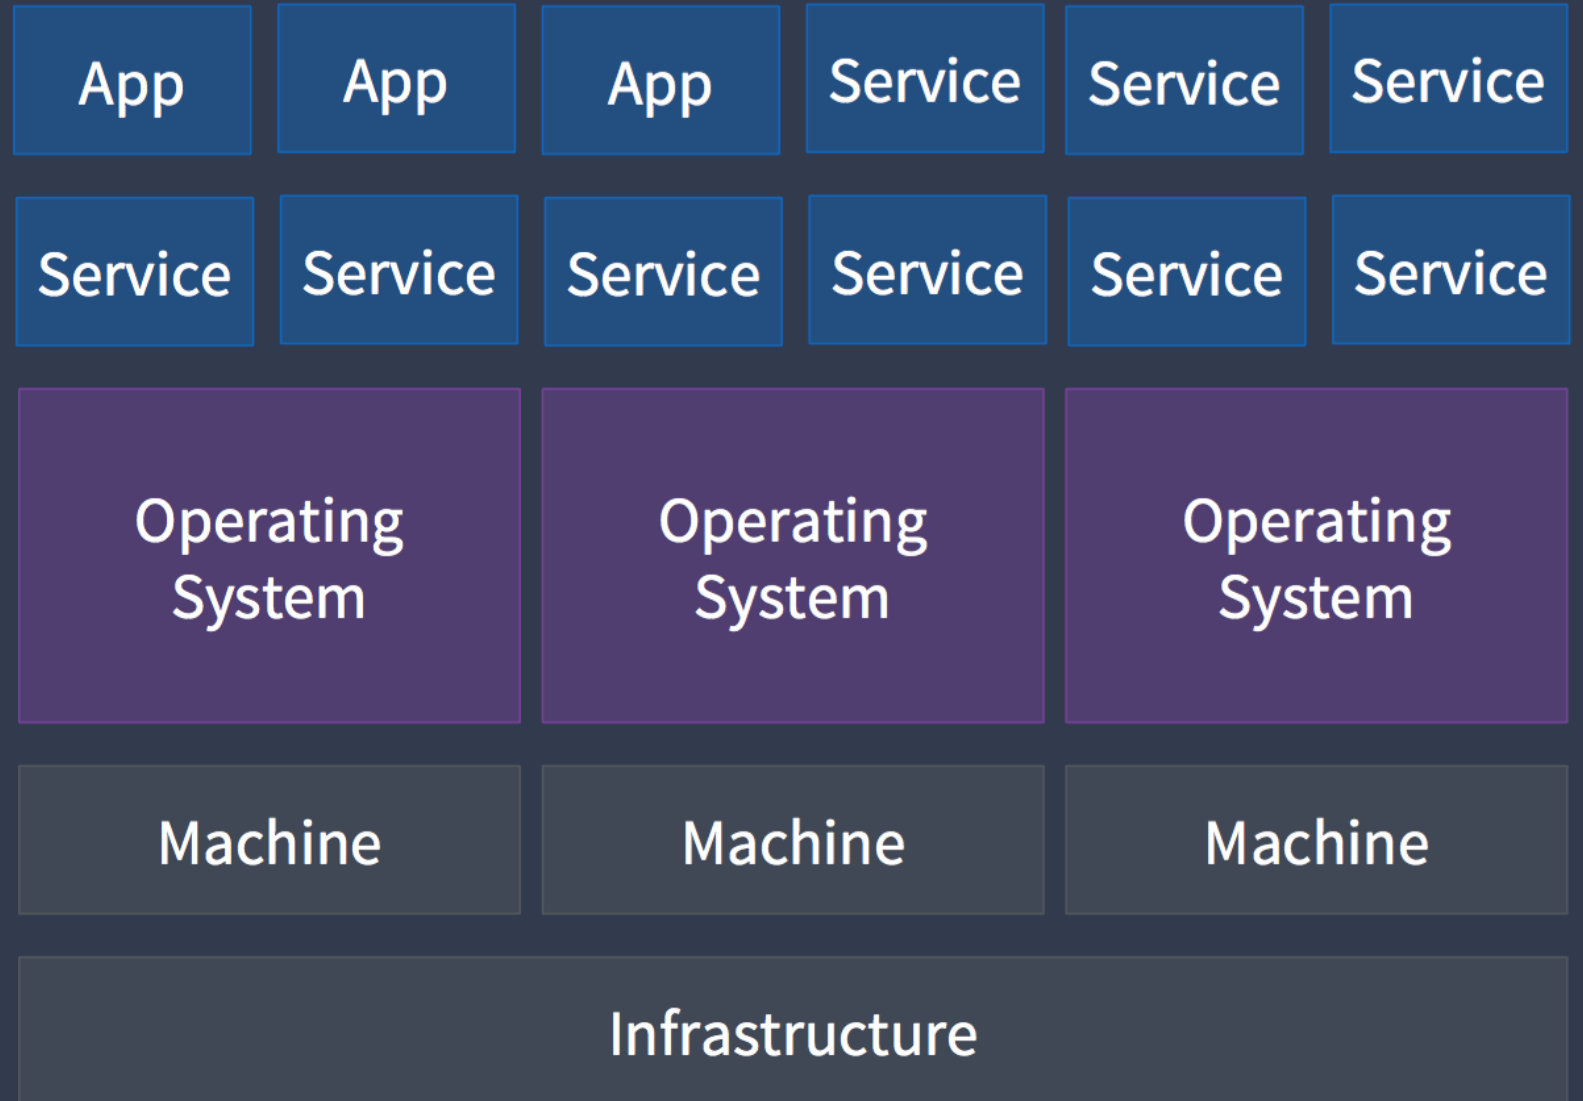 App App App Service Service Service
Service Service Service Service Service Service
Operating Operating Operating
System System System
Machine Machine Machine
Infrastructure